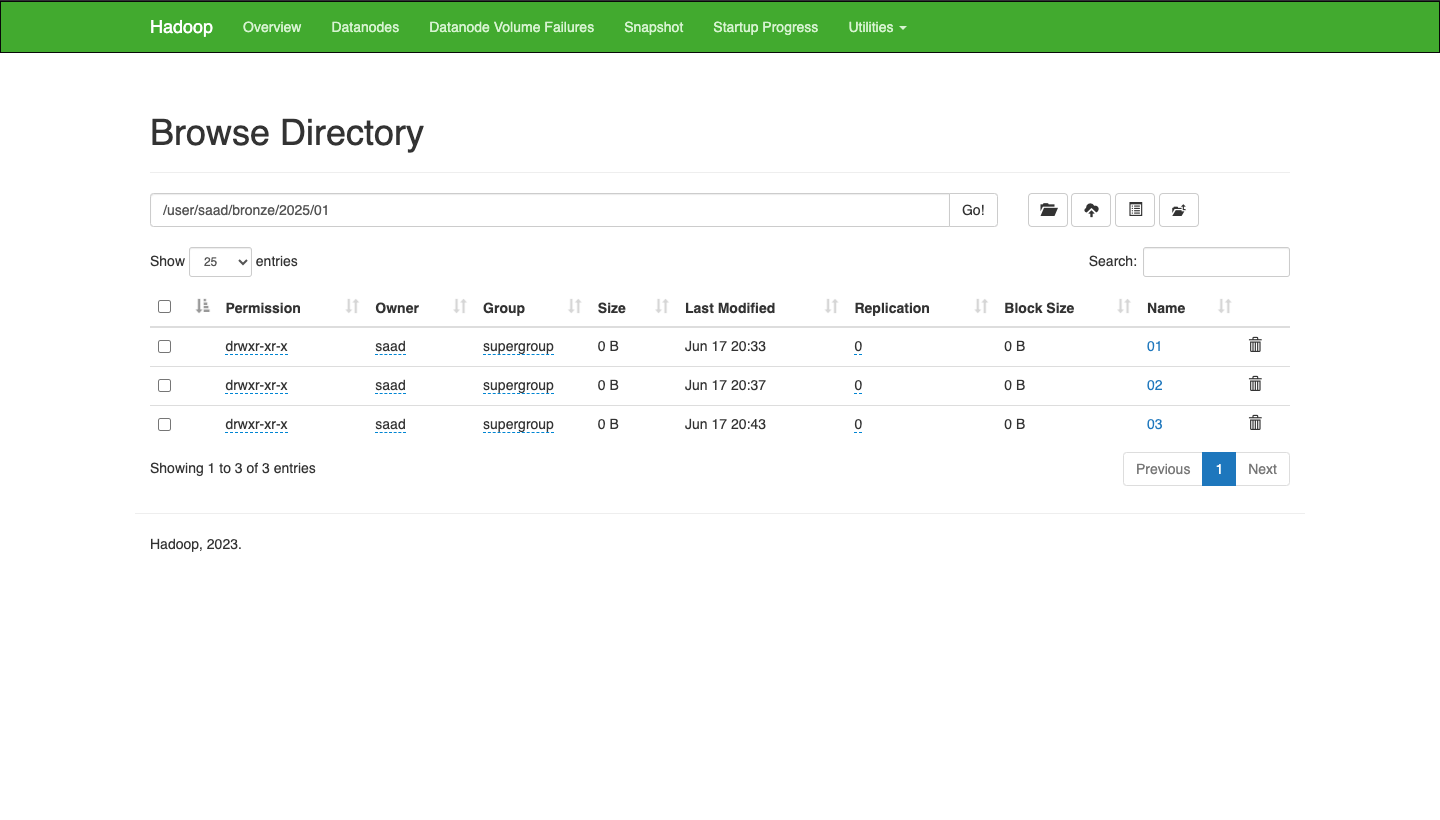 Hadoop Overview Datanodes Datanode Volume Failures Snapshot Startup Progress Utilities
Browse Directory
/user/saad/bronze/2025/01 Go!
Show 25 entries Search:
Permission Owner Group Size Last Modified Replication Block Size Name
drwxr-xr-x saad supergroup 0 B Jun 17 20:33 0 0 B 01
drwxr-xr-x saad supergroup 0 B Jun 17 20:37 0 0 B 02
drwxr-xr-x saad supergroup 0 B Jun 17 20:43 0 0 B 03
Showing 1 to 3 of 3 entries Previous 1 Next
Hadoop, 2023.